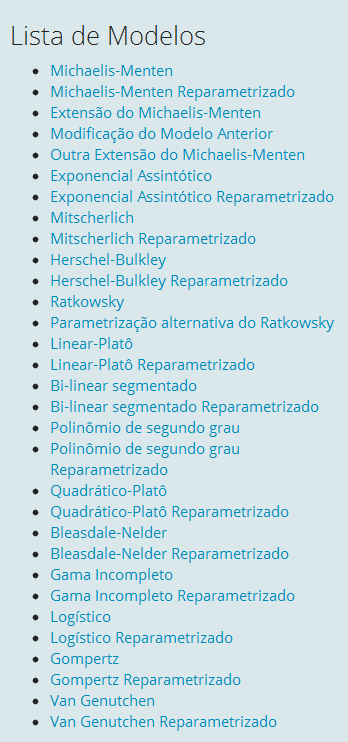 Lista de Modelos
Michaelis-Menten
Michaelis-Menten Reparametrizado
Extensão do Michaelis-Menten
Modificação do Modelo Anterior
Outra Extensão do Michaelis-Menten
Exponencial Assintótico
Exponencial Assintótico Reparametrizado
Mitscherlich
Mitscherlich Reparametrizado
Herschel-Bulkley
Herschel-Bulkley Reparametrizado
Ratkowsky
Parametrização alternativa do Ratkowsky
Linear-Platô
Linear-Platô Reparametrizado
Bi-linear segmentado
Bi-linear segmentado Reparametrizado
Polinômio de segundo grau
Polinômio de segundo grau
Reparametrizado
Quadrático-Platô
Quadrático-Platô Reparametrizado
Bleasdale-Nelder
Bleasdale-Nelder Reparametrizado
Gama Incompleto
Gama Incompleto Reparametrizado
Logístico
Logístico Reparametrizado
Gompertz
Gompertz Reparametrizado
Van Genutchen
Van Genutchen Reparametrizado